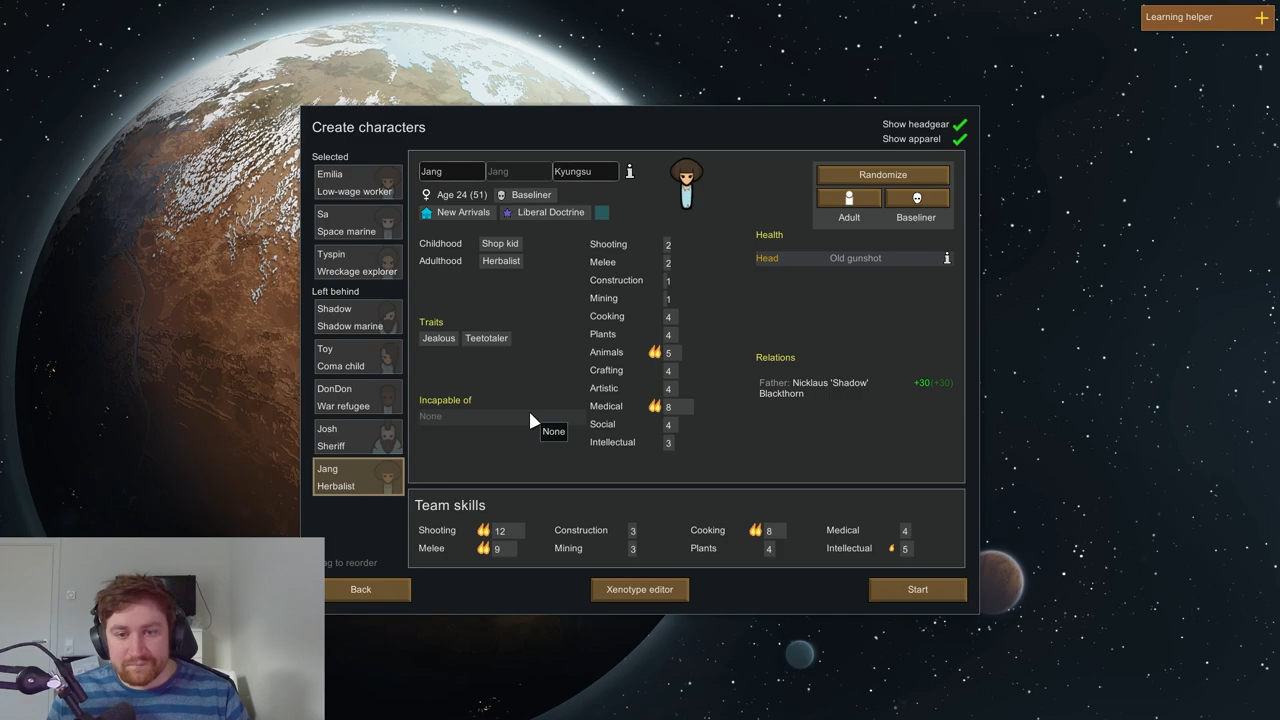 Learning helper
Create characters
Show headgear
Show apparel
Selected
Emilia
Low-wage worker
Sa
Space marine
Tyspin
Wreckage explorer
Left behind
Shadow
Shadow marine
Toy
Coma child
DonDon
War refugee
Josh
Sheriff
Jang
Herbalist
g to reorder
Jang Jang Kyungsu
Age 24 (51) Baseliner
New Arrivals Liberal Doctrine
Childhood Shop kid
Adulthood Herbalist
Traits
Jealous Teetotaler
Incapable of
None
None
Shooting 2
Melee 2
Construction 1
Mining 1
Cooking 4
Plants 4
Animals 5
Crafting 4
Artistic 4
Medical 8
Social 4
Intellectual 3
Randomize
Adult Baseliner
Health
Head Old gunshot
Relations
Father: Nicklaus 'Shadow' +30(+30)
Blackthorn
Team skills
Shooting 12 Construction 3 Cooking 8 Medical 4
Melee 9 Mining 3 Plants 4 Intellectual 5
Back Xenotype editor Start